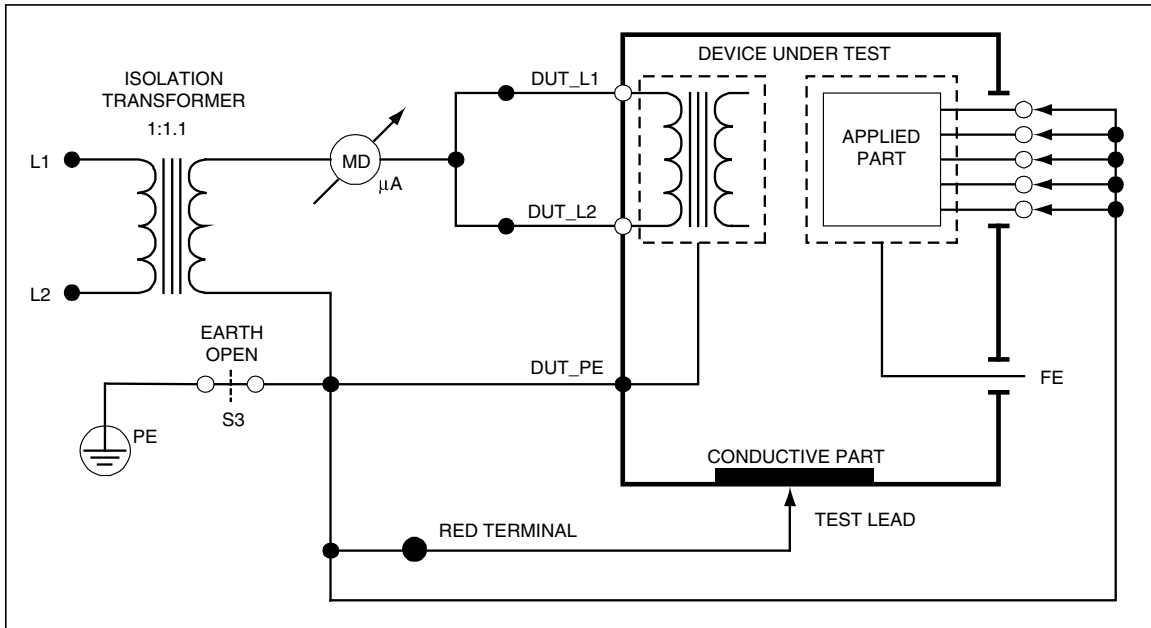 DEVICE UNDER TEST
ISOLATION
TRANSFORMER
1:1.1
DUT_L1
APPLIED
PART
L1
MD
μA
DUT_L2
L2
EARTH
OPEN
DUT_PE
FE
S3
PE
CONDUCTIVE PART
TEST LEAD
RED TERMINAL